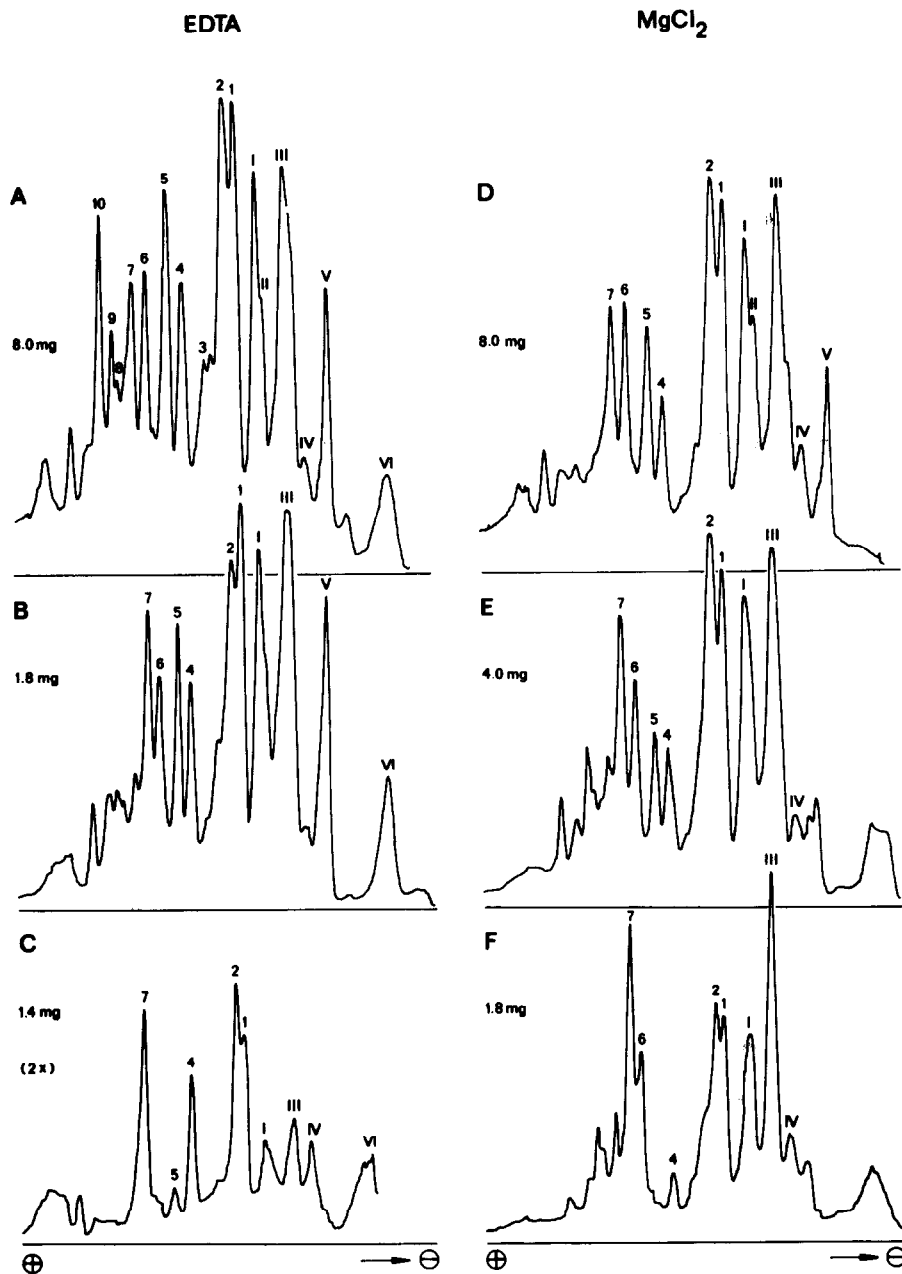 EDTA
MgCl₂
A
8.0 mg
10
9
8
7
6
5
4
3
2
1
I
II
III
IV
V
VI
B
1.8 mg
7
6
5
4
2
1
I
III
V
VI
C
1.4 mg
(2x)
7
5
4
2
1
I
III
IV
VI
⊕
→ ⊖
D
8.0 mg
7
6
5
4
2
1
I
II
III
IV
V
E
4.0 mg
7
6
5
4
2
1
I
III
IV
F
1.8 mg
7
6
4
2
1
I
III
IV
⊕
→ ⊖